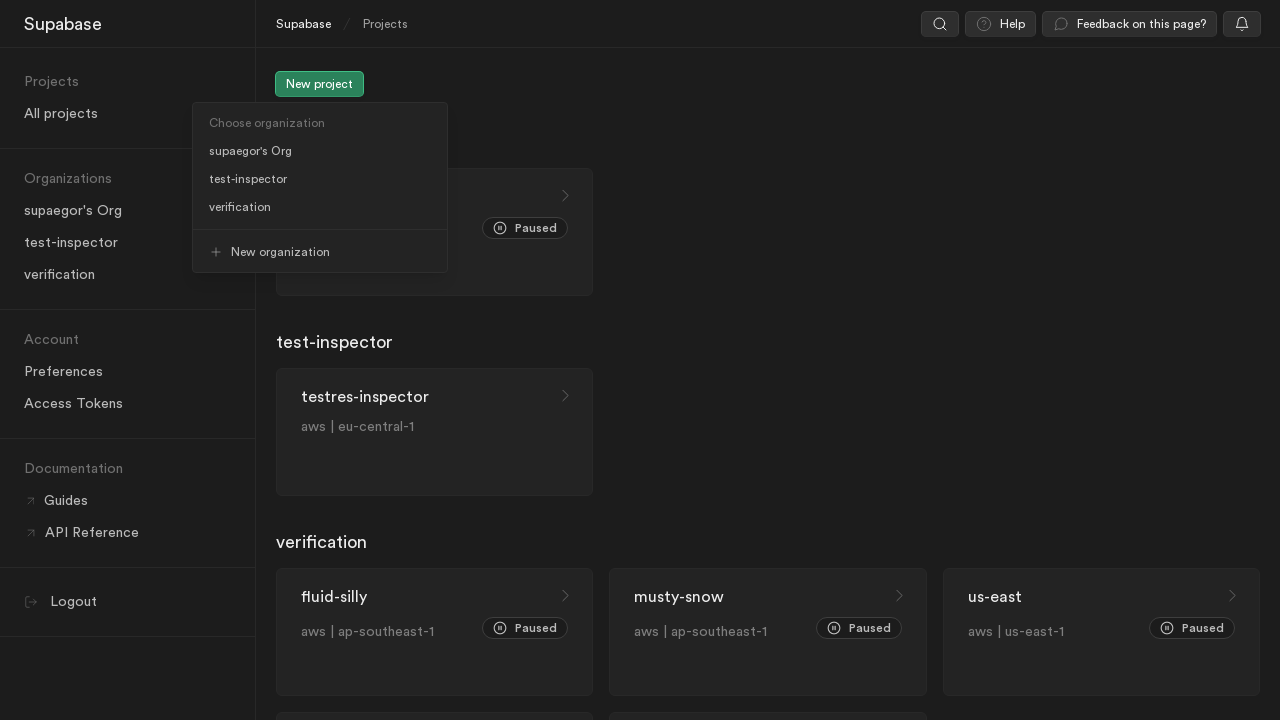 Supabase
Supabase / Projects
Help
Feedback on this page?
Projects
All projects
Organizations
supaegor's Org
test-inspector
verification
Account
Preferences
Access Tokens
Documentation
Guides
API Reference
Logout
New project
Choose organization
supaegor's Org
test-inspector
verification
New organization
Paused
test-inspector
testres-inspector
aws | eu-central-1
verification
fluid-silly
aws | ap-southeast-1
Paused
musty-snow
aws | ap-southeast-1
Paused
us-east
aws | us-east-1
Paused